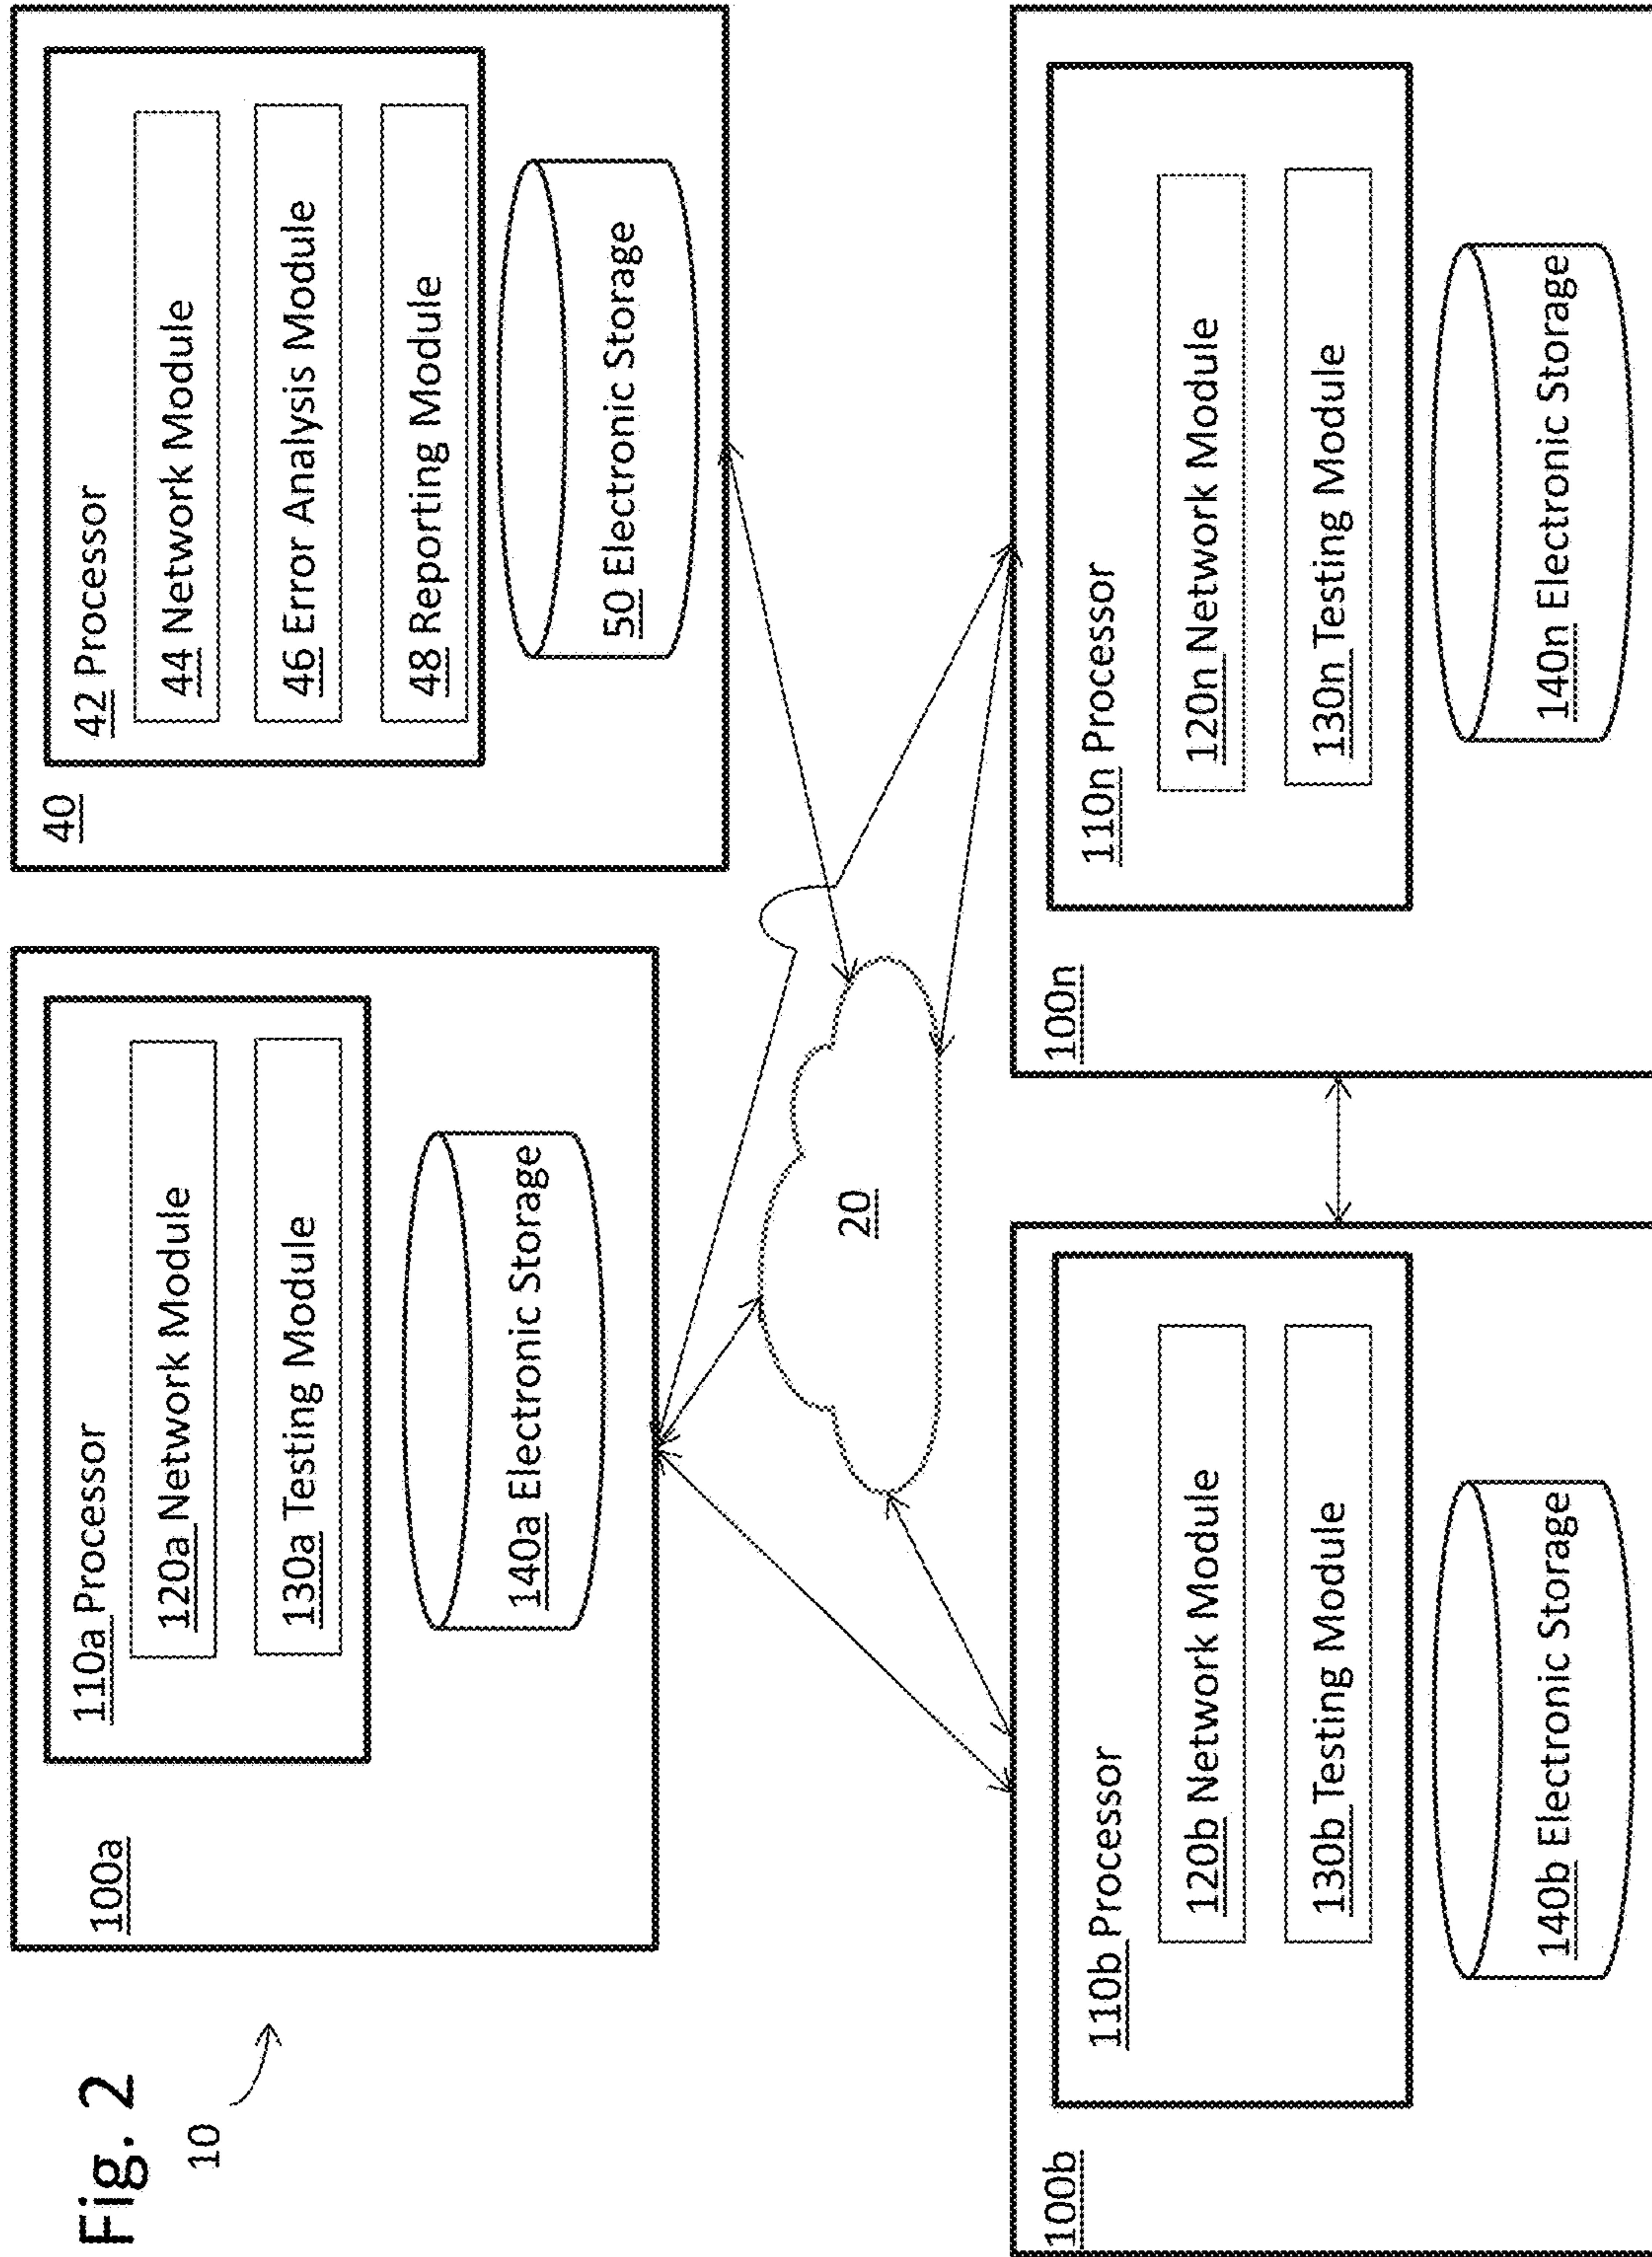 Fig. 2
10
100a
110a Processor
120a Network Module
130a Testing Module
140a Electronic Storage
40
42 Processor
44 Network Module
46 Error Analysis Module
48 Reporting Module
50 Electronic Storage
20
100b
110b Processor
120b Network Module
130b Testing Module
140b Electronic Storage
100n
110n Processor
120n Network Module
130n Testing Module
140n Electronic Storage